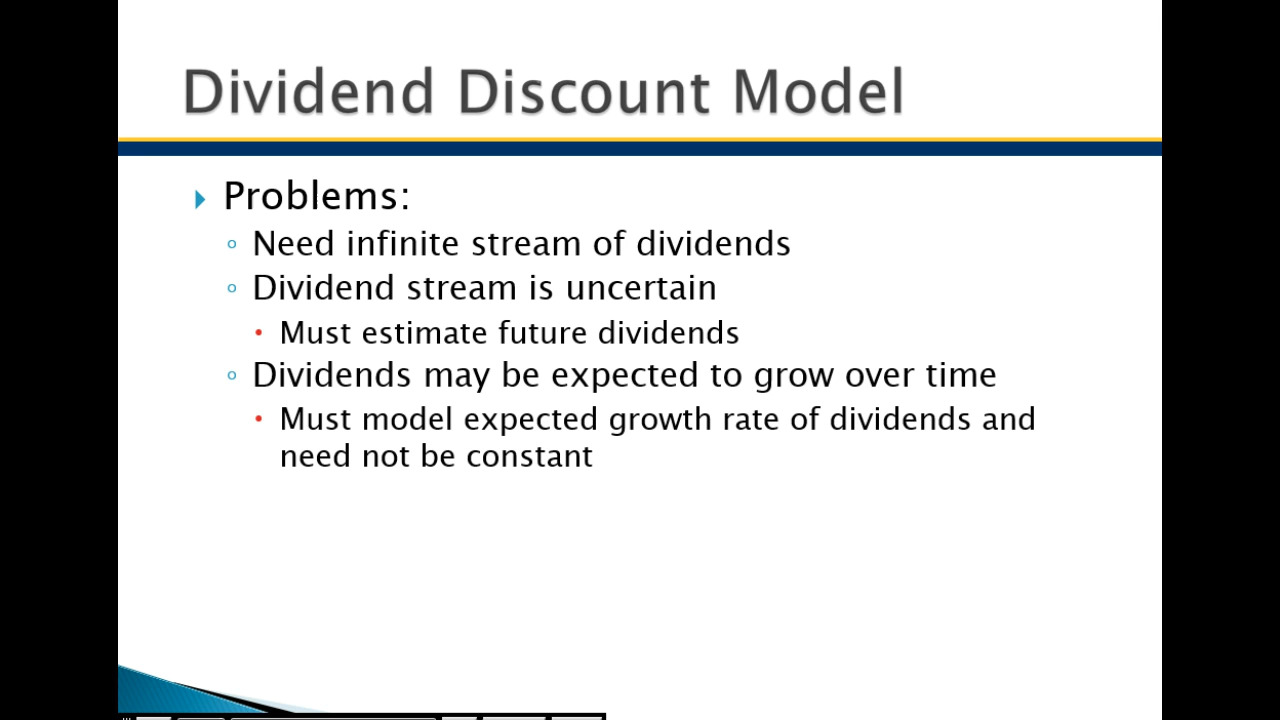 Dividend Discount Model
Problems:
Need infinite stream of dividends
Dividend stream is uncertain
Must estimate future dividends
Dividends may be expected to grow over time
Must model expected growth rate of dividends and
need not be constant